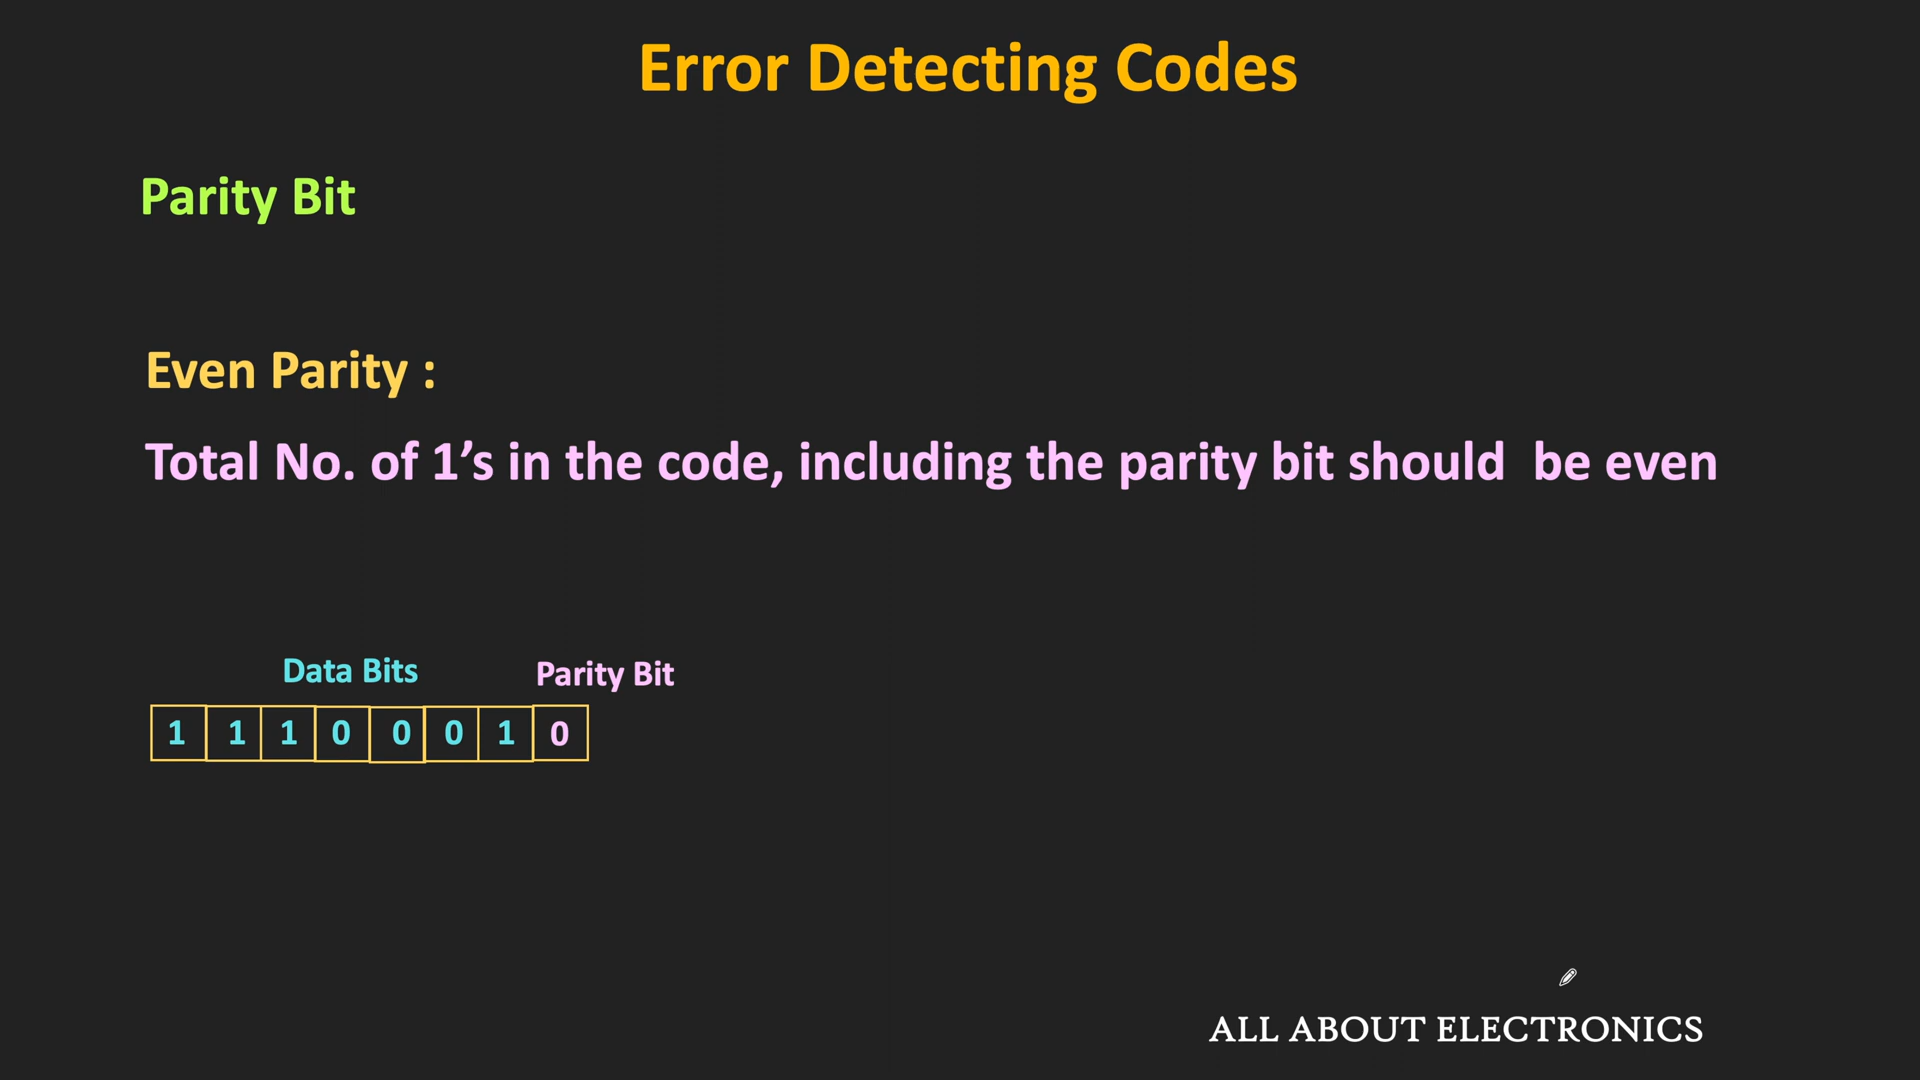 Error Detecting Codes
Parity Bit
Even Parity :
Total No. of 1’s in the code, including the parity bit should  be even
Data Bits Parity Bit
1 1 1 0 0 0 1 0
ALL ABOUT ELECTRONICS